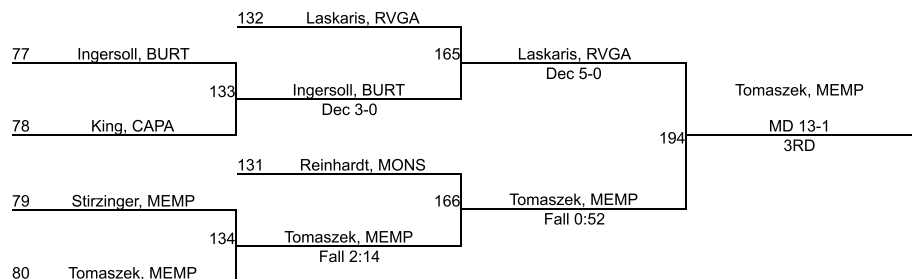 132 Laskaris, RVGA
77 Ingersoll, BURT
165 Laskaris, RVGA
Dec 5-0
133 Ingersoll, BURT
Dec 3-0
Tomaszek, MEMP
78 King, CAPA
MD 13-1
194
3RD
131 Reinhardt, MONS
79 Stirzinger, MEMP
166 Tomaszek, MEMP
Fall 0:52
134 Tomaszek, MEMP
Fall 2:14
80 Tomaszek, MEMP